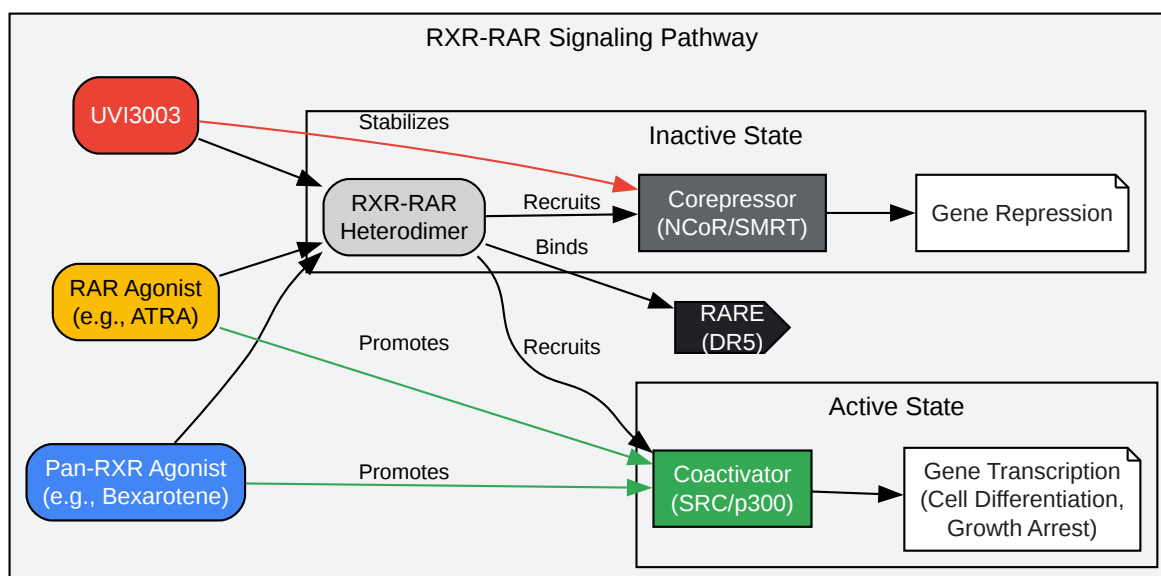 RXR-RAR Signaling Pathway
UVI3003
Stabilizes
Inactive State
RXR-RAR
Heterodimer
Recruits
Corepressor
(NCoR/SMRT)
Gene Repression
Binds
RAR Agonist
(e.g., ATRA)
RARE
(DR5)
Promotes
Recruits
Active State
Pan-RXR Agonist
(e.g., Bexarotene)
Promotes
Coactivator
(SRC/p300)
Gene Transcription
(Cell Differentiation,
Growth Arrest)